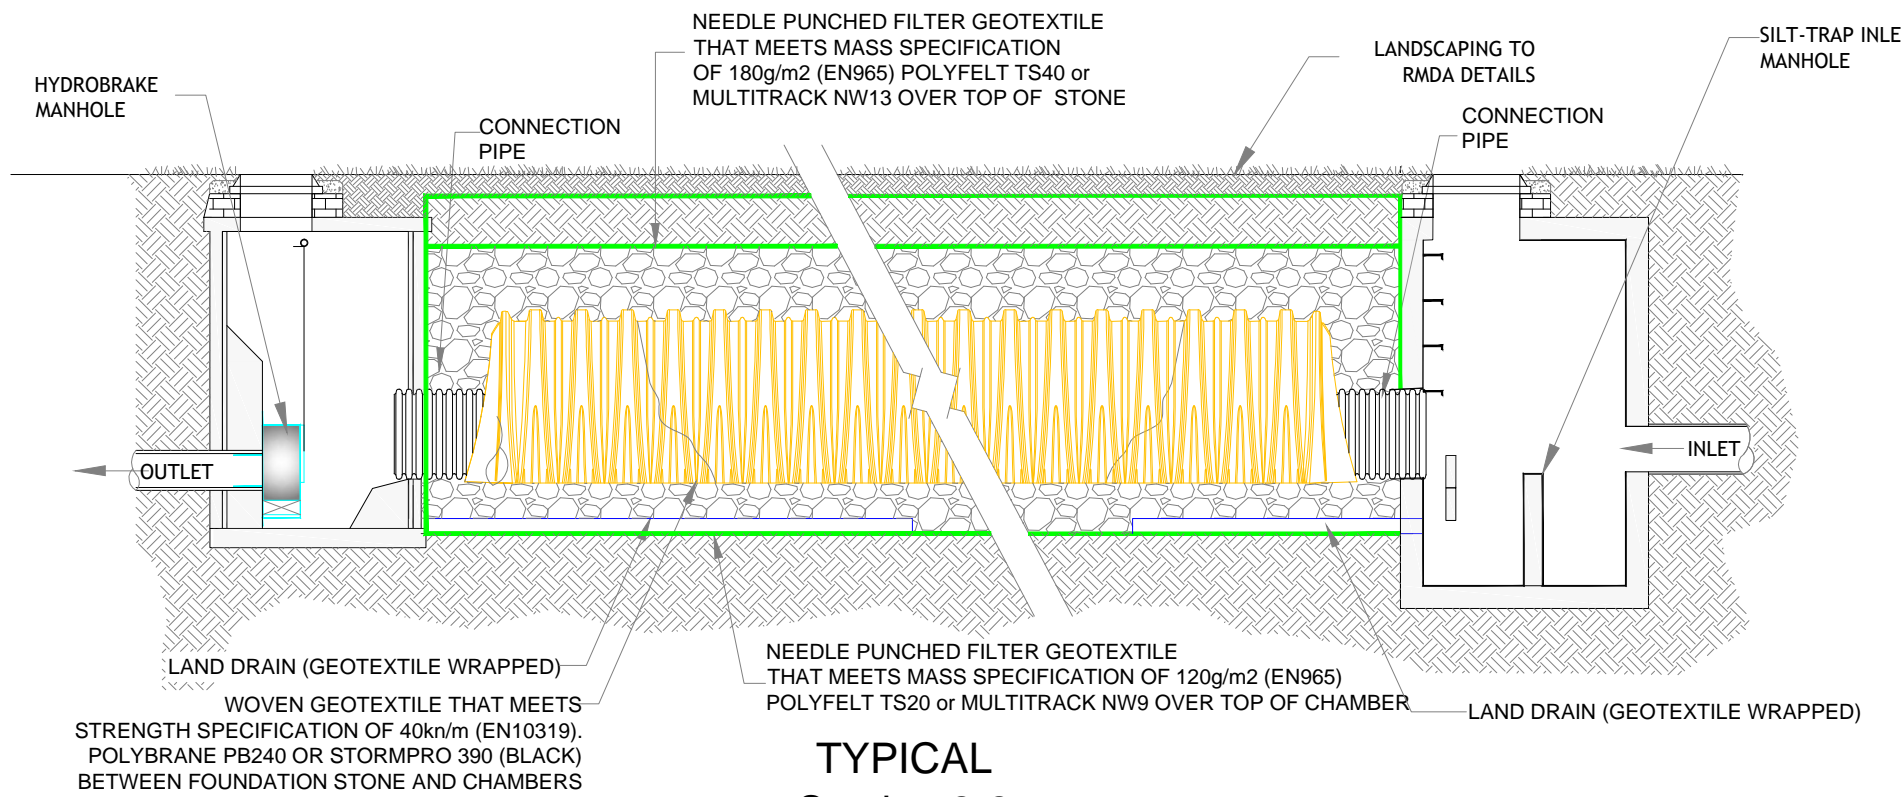 NEEDLE PUNCHED FILTER GEOTEXTILE
THAT MEETS MASS SPECIFICATION
OF 180g/m2 (EN965) POLYFELT TS40 or
MULTITRACK NW13 OVER TOP OF STONE
LANDSCAPING TO
RMDA DETAILS
SILT-TRAP INLE
MANHOLE
HYDROBRAKE
MANHOLE
CONNECTION
PIPE
CONNECTION
PIPE
OUTLET
INLET
LAND DRAIN (GEOTEXTILE WRAPPED)
WOVEN GEOTEXTILE THAT MEETS
STRENGTH SPECIFICATION OF 40kn/m (EN10319).
POLYBRANE PB240 OR STORMPRO 390 (BLACK)
BETWEEN FOUNDATION STONE AND CHAMBERS
NEEDLE PUNCHED FILTER GEOTEXTILE
THAT MEETS MASS SPECIFICATION OF 120g/m2 (EN965)
POLYFELT TS20 or MULTITRACK NW9 OVER TOP OF CHAMBER
LAND DRAIN (GEOTEXTILE WRAPPED)
TYPICAL